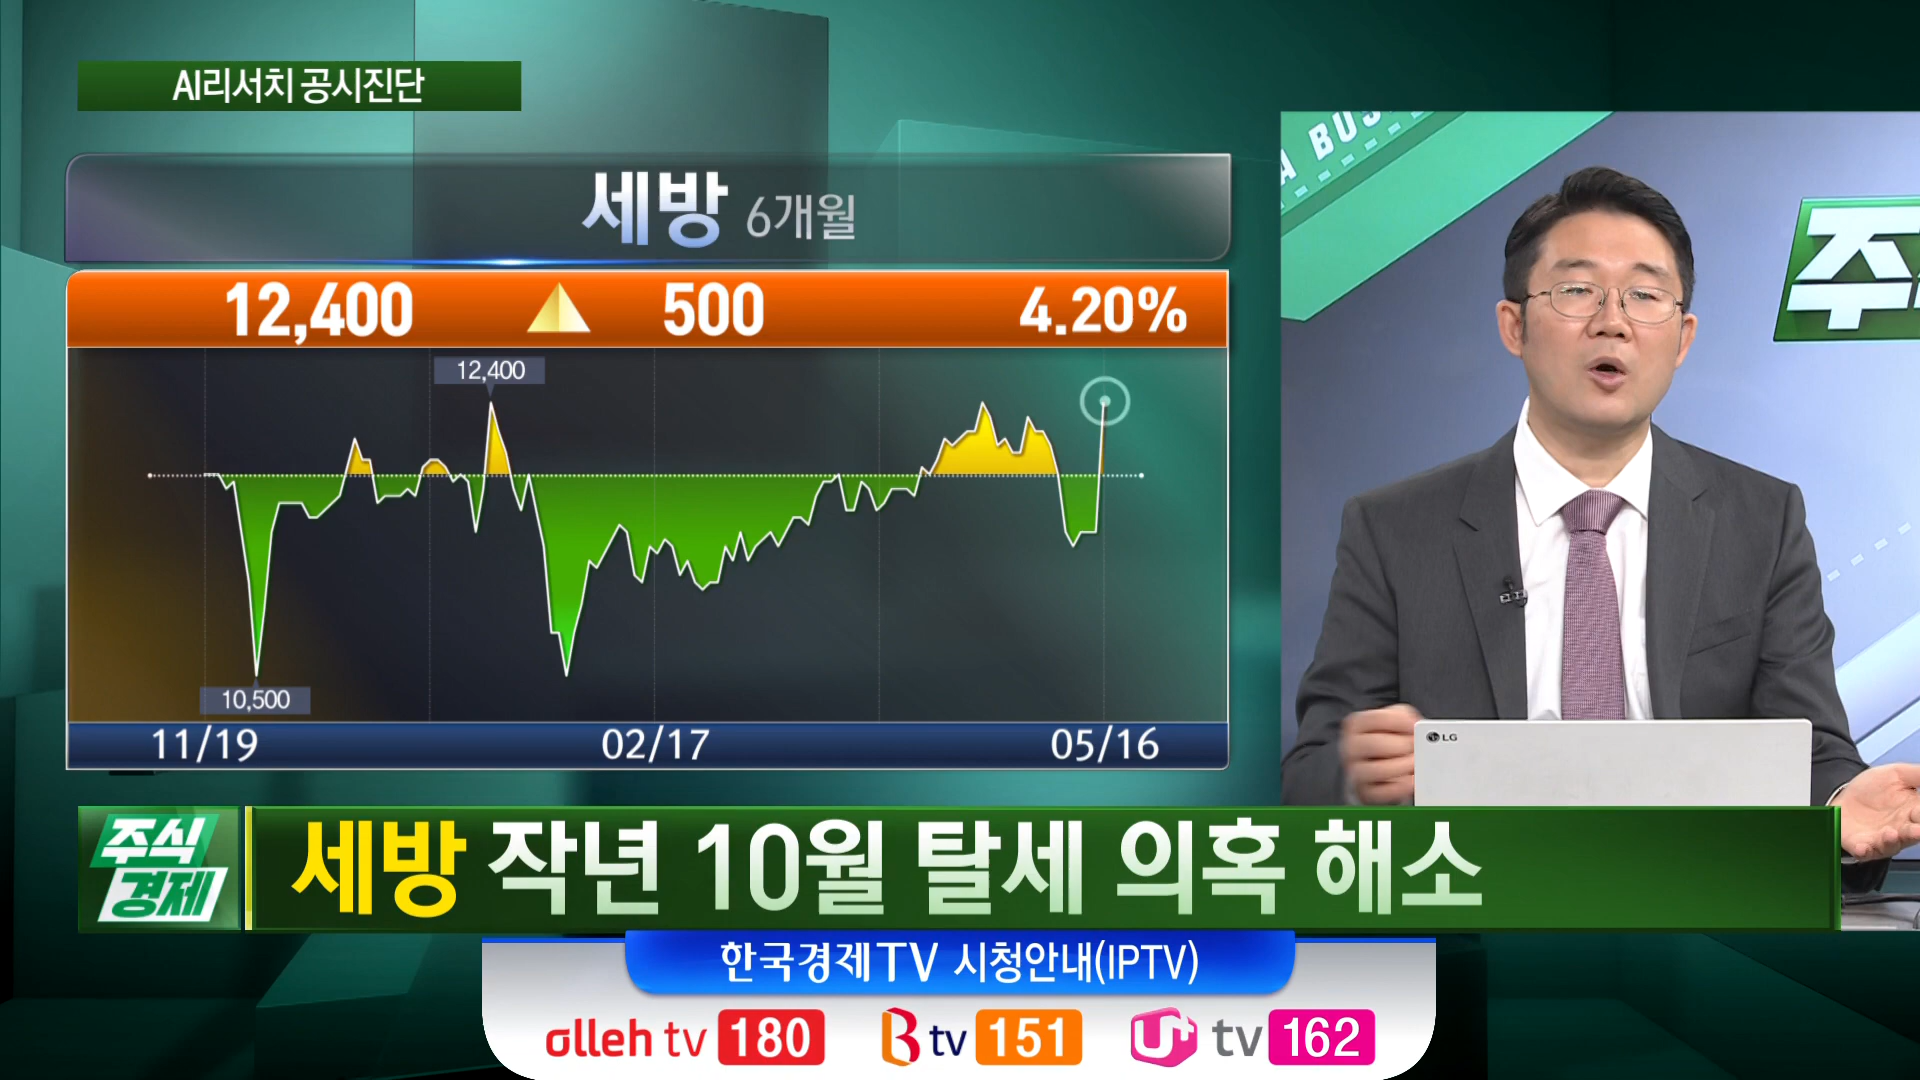 AI리서치 공시진단
세방 6개월
12,400 500 4.20%
12,400
10,500
11/19 02/17 05/16
A BUS
주
LG
주식
경제
세방 작년 10월 탈세 의혹 해소
한국경제TV 시청안내(IPTV)
olleh tv 180 B tv 151 U+ tv 162